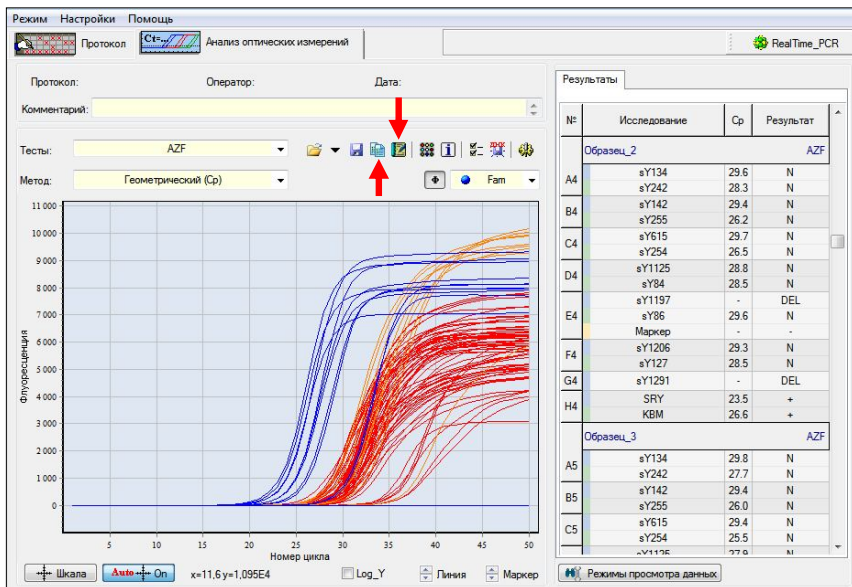 Режим Настройки Помощь
Протокол Ct=... Анализ оптических измерений RealTime_PCR
Протокол: Оператор: Дата:
Комментарий:
Тесты: AZF
Метод: Геометрический (Cp) Fam
11 000
10 000
9 000
8 000
7 000
6 000
5 000
4 000
3 000
2 000
1 000
0
Флуоресценция
5 10 15 20 25 30 35 40 45 50
Номер цикла
Шкала Auto On x=11,6 y=1,095E4 Log_Y Линия Маркер
Результаты
№ Исследование Cp Результат
Образец_2 AZF
A4 sY134 29.6 N
sY242 28.3 N
B4 sY142 29.4 N
sY255 26.2 N
C4 sY615 29.7 N
sY254 26.5 N
D4 sY1125 28.8 N
sY84 28.5 N
E4 sY1197 - DEL
sY86 29.6 N
Маркер - -
F4 sY1206 29.3 N
sY127 28.5 N
G4 sY1291 - DEL
H4 SRY 23.5 +
KBM 26.6 +
Образец_3 AZF
A5 sY134 29.8 N
sY242 27.7 N
B5 sY142 29.4 N
sY255 26.0 N
C5 sY615 29.4 N
sY254 25.5 N
sY1125 27.9 N
Режимы просмотра данных